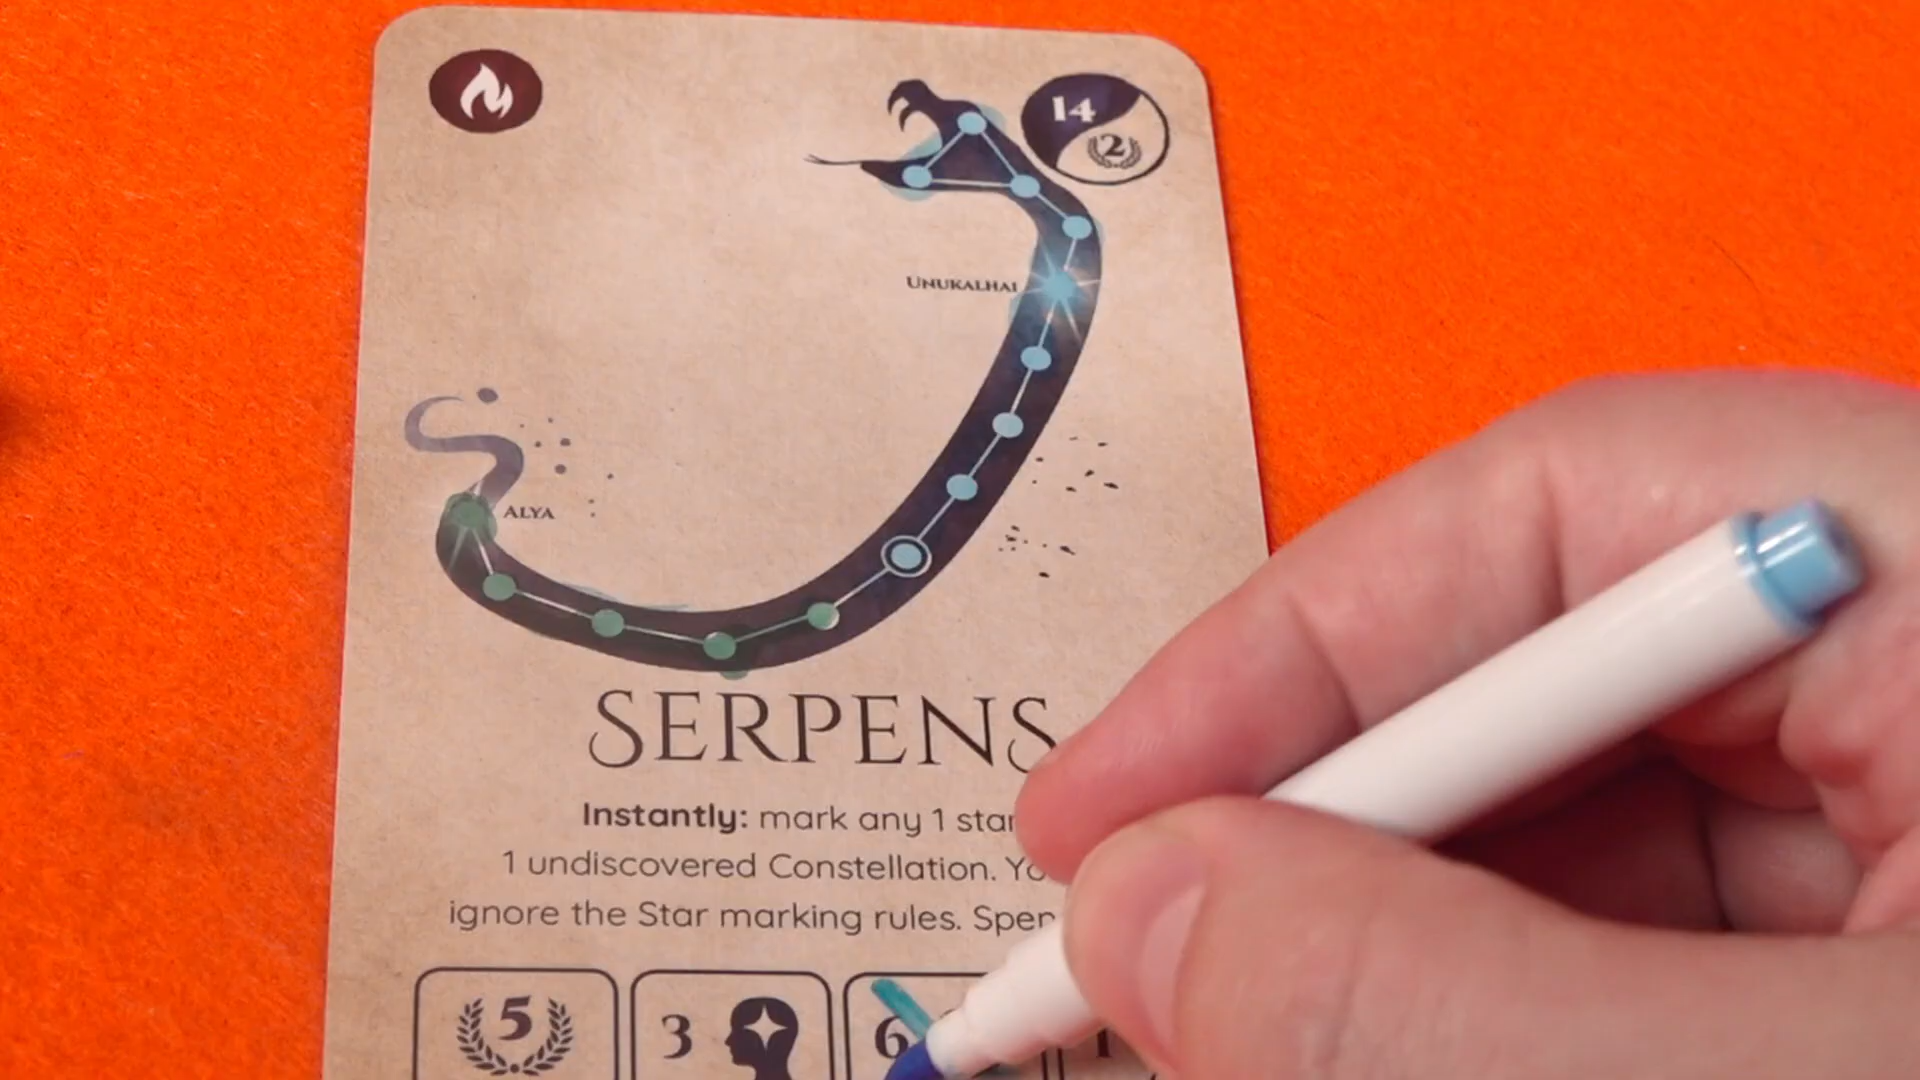 14
2
UNUKALHAI
ALYA
SERPENS
Instantly: mark any 1 star
1 undiscovered Constellation.
ignore the Star marking rules.
5 3 6